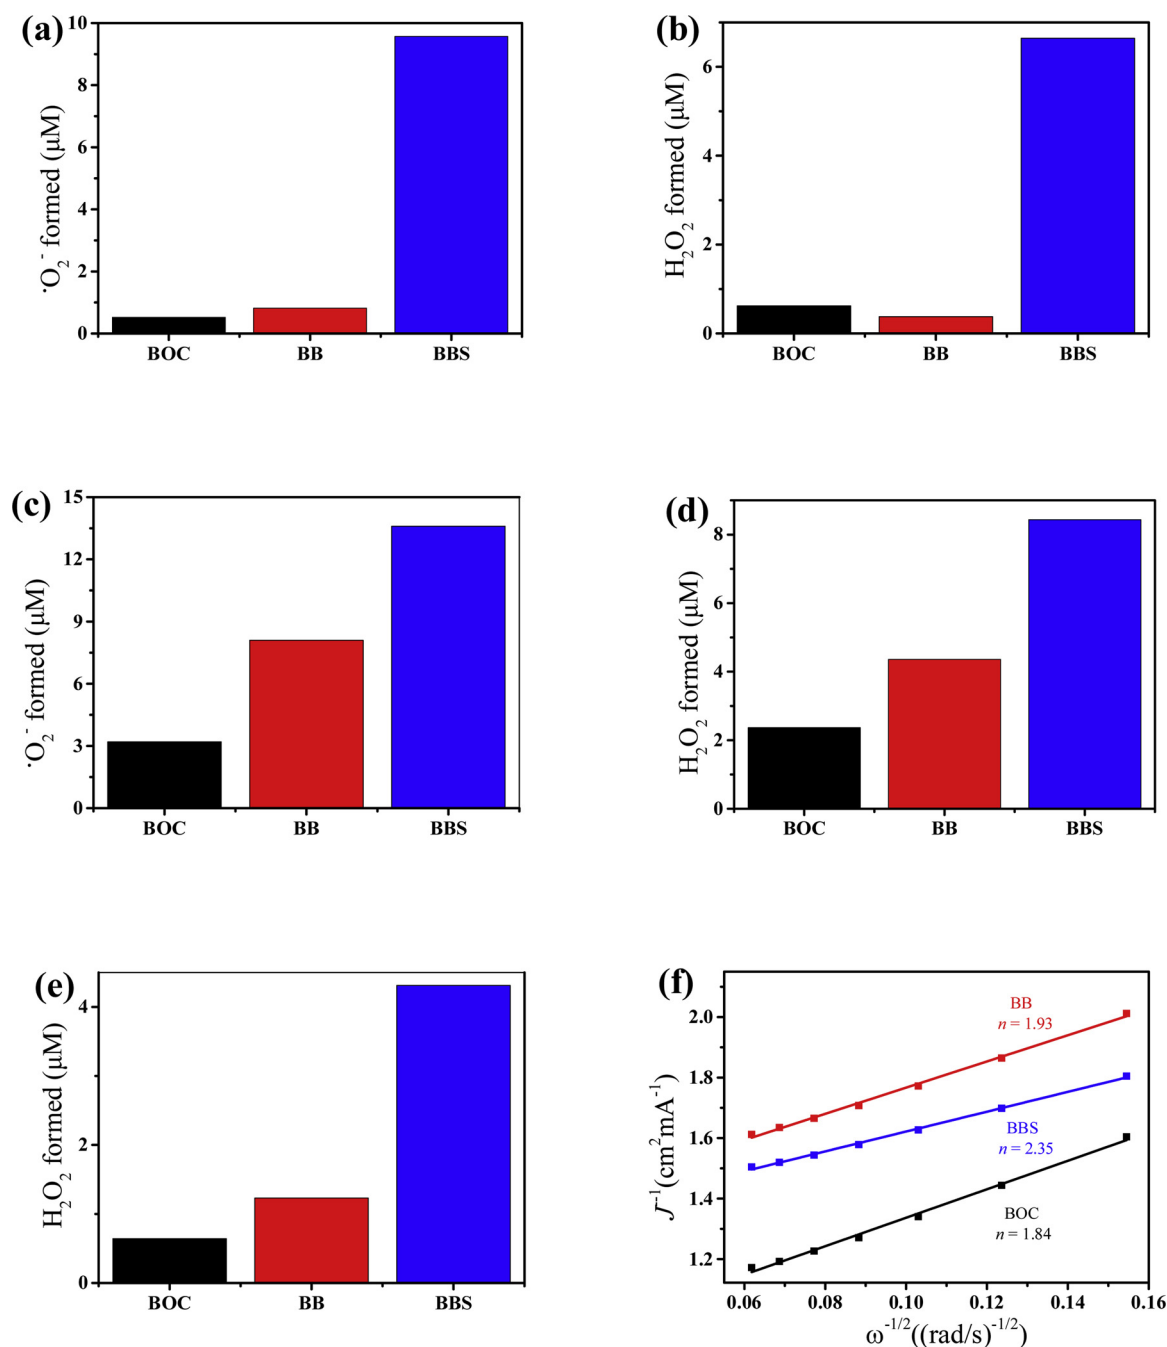 (a)
10
8
6
4
2
0
·O₂⁻ formed (μM)
BOC BB BBS
(b)
6
4
2
0
H₂O₂ formed (μM)
BOC BB BBS
(c)
15
12
9
6
3
0
·O₂⁻ formed (μM)
BOC BB BBS
(d)
8
6
4
2
0
H₂O₂ formed (μM)
BOC BB BBS
(e)
4
2
0
H₂O₂ formed (μM)
BOC BB BBS
(f)
2.0
1.8
1.6
1.4
1.2
J⁻¹(cm²mA⁻¹)
BB
n = 1.93
BBS
n = 2.35
BOC
n = 1.84
0.06 0.08 0.10 0.12 0.14 0.16
ω⁻¹/²((rad/s)⁻¹/²)